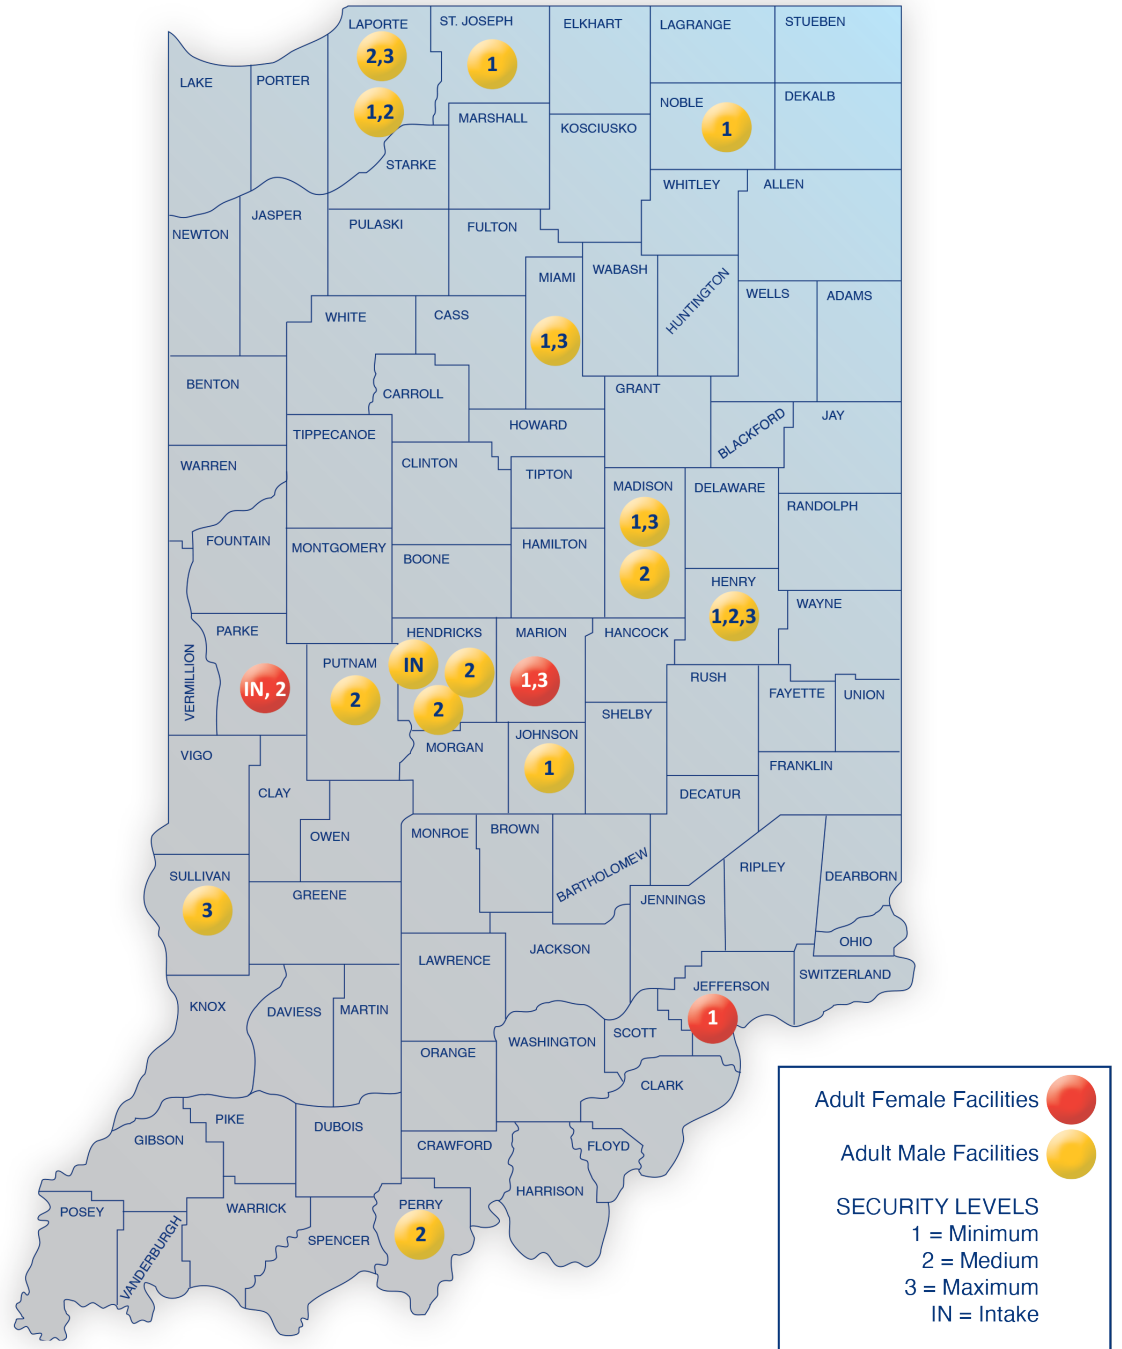 LAPORTE
ST. JOSEPH
ELKHART
LAGRANGE
STUEBEN
2,3
1
LAKE
PORTER
1,2
NOBLE
DEKALB
MARSHALL
KOSCIUSKO
1
STARKE
WHITLEY
ALLEN
JASPER
NEWTON
PULASKI
FULTON
MIAMI
WABASH
HUNTINGTON
WELLS
ADAMS
WHITE
CASS
1,3
BENTON
CARROLL
GRANT
HOWARD
BLACKFORD
JAY
TIPPECANOE
WARREN
CLINTON
TIPTON
MADISON
DELAWARE
RANDOLPH
1,3
FOUNTAIN
MONTGOMERY
BOONE
HAMILTON
2
HENRY
1,2,3
WAYNE
PARKE
HENDRICKS
MARION
HANCOCK
VERMILLION
IN, 2
PUTNAM
2
IN
2
2
1,3
RUSH
FAYETTE
UNION
SHELBY
VIGO
MORGAN
JOHNSON
1
FRANKLIN
CLAY
DECATUR
OWEN
MONROE
BROWN
BARTHOLOMEW
RIPLEY
DEARBORN
SULLIVAN
3
GREENE
JENNINGS
OHIO
LAWRENCE
JACKSON
SWITZERLAND
JEFFERSON
1
KNOX
DAVIESS
MARTIN
SCOTT
WASHINGTON
ORANGE
CLARK
PIKE
DUBOIS
GIBSON
CRAWFORD
FLOYD
HARRISON
POSEY
VANDERBURGH
WARRICK
SPENCER
PERRY
2
Adult Female Facilities
Adult Male Facilities
SECURITY LEVELS
1 = Minimum
2 = Medium
3 = Maximum
IN = Intake